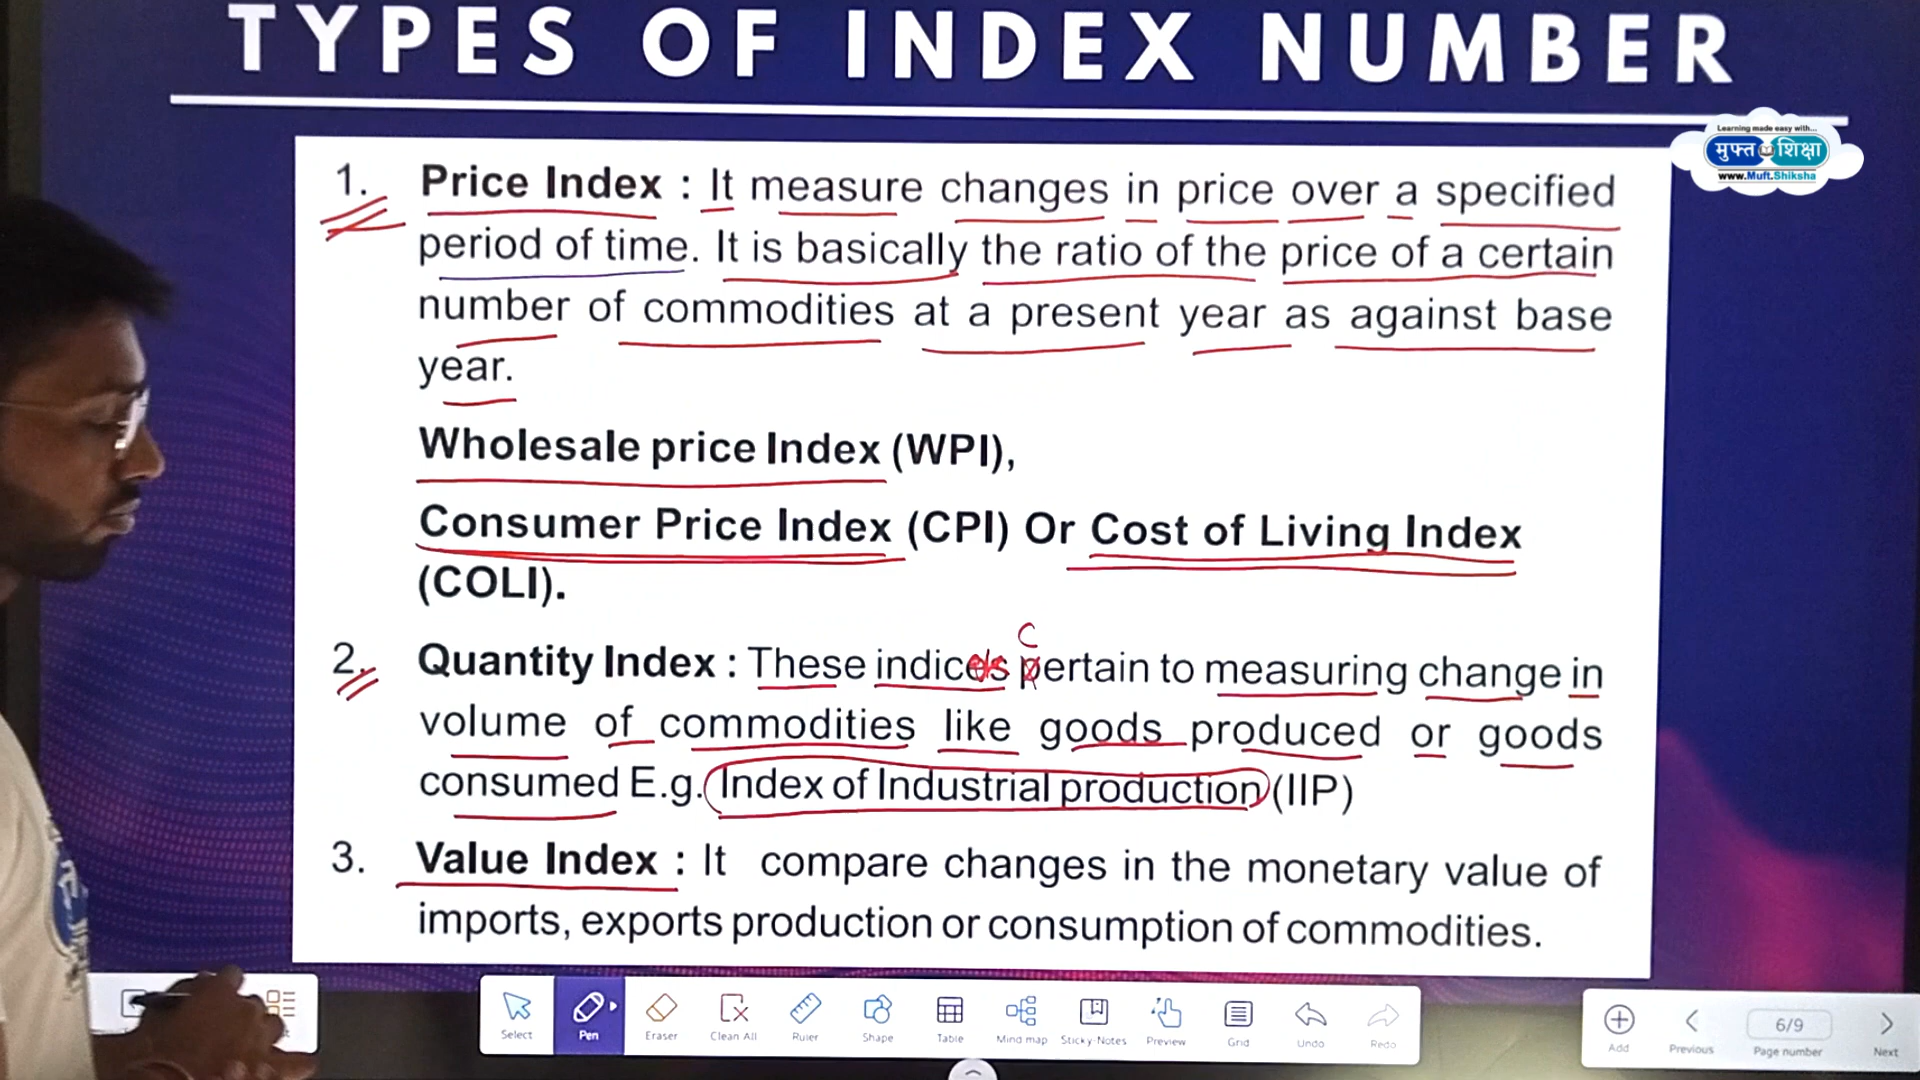 TYPES OF INDEX NUMBER
Learning made easy with...
मुफ्त शिक्षा
www.Muft.Shiksha
1. Price Index : It measure changes in price over a specified
period of time. It is basically the ratio of the price of a certain
number of commodities at a present year as against base
year.
Wholesale price Index (WPI),
Consumer Price Index (CPI) Or Cost of Living Index
(COLI).
C
2. Quantity Index : These indices pertain to measuring change in
volume of commodities like goods produced or goods
consumed E.g. Index of Industrial production (IIP)
3. Value Index : It compare changes in the monetary value of
imports, exports production or consumption of commodities.
Select Pen Eraser Clean All Ruler Shape Table Mind map Sticky-Notes Preview Grid Undo Redo
6/9
Add Previous Page number Next